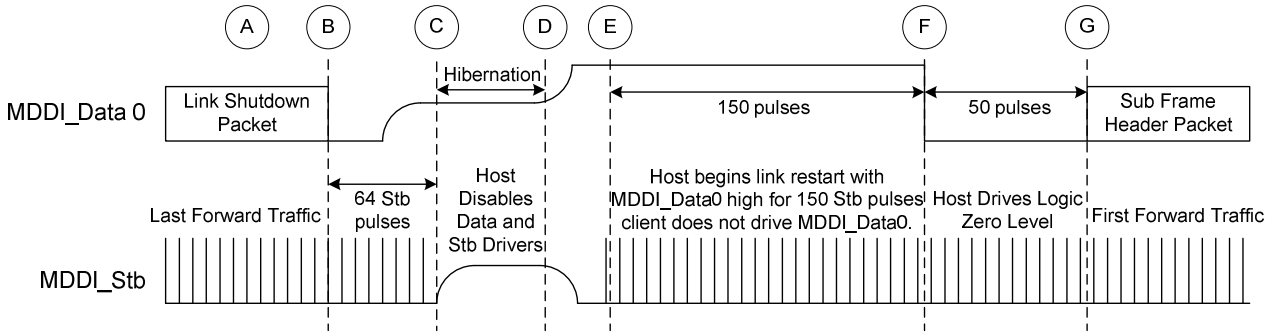 A
B
C
D
E
F
G
Hibernation
MDDI_Data 0
Link Shutdown
Packet
150 pulses
50 pulses
Sub Frame
Header Packet
Last Forward Traffic
64 Stb
pulses
Host
Disables
Data and
Stb Drivers
Host begins link restart with
MDDI_Data0 high for 150 Stb pulses
client does not drive MDDI_Data0.
Host Drives Logic
Zero Level
First Forward Traffic
MDDI_Stb